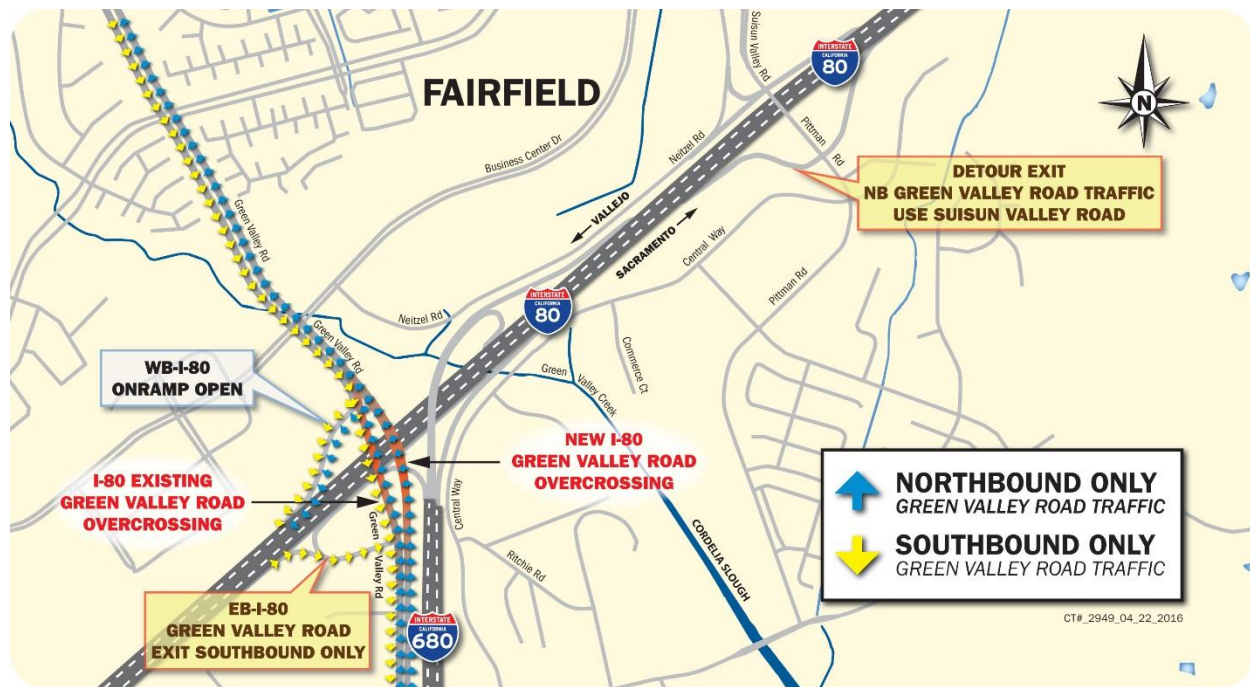 FAIRFIELD
Suisun Valley Rd
INTERSTATE
CALIFORNIA
80
N
Pittman Rd
Neitzel Rd
Business Center Dr
DETOUR EXIT
NB GREEN VALLEY ROAD TRAFFIC
USE SUISUN VALLEY ROAD
VALLEJO
SACRAMENTO
Green Valley Rd
Central Way
Pittman Rd
INTERSTATE
CALIFORNIA
80
Neitzel Rd
Green Valley Rd
WB-I-80
ONRAMP OPEN
Commerce Ct
Green Valley Creek
I-80 EXISTING
GREEN VALLEY ROAD
OVERCROSSING
NEW I-80
GREEN VALLEY ROAD
OVERCROSSING
Central Way
Green Valley Rd
Ritchie Rd
CORDELIA SLOUGH
EB-I-80
GREEN VALLEY ROAD
EXIT SOUTHBOUND ONLY
INTERSTATE
CALIFORNIA
680
NORTHBOUND ONLY
GREEN VALLEY ROAD TRAFFIC
SOUTHBOUND ONLY
GREEN VALLEY ROAD TRAFFIC
CT#_2949_04_22_2016